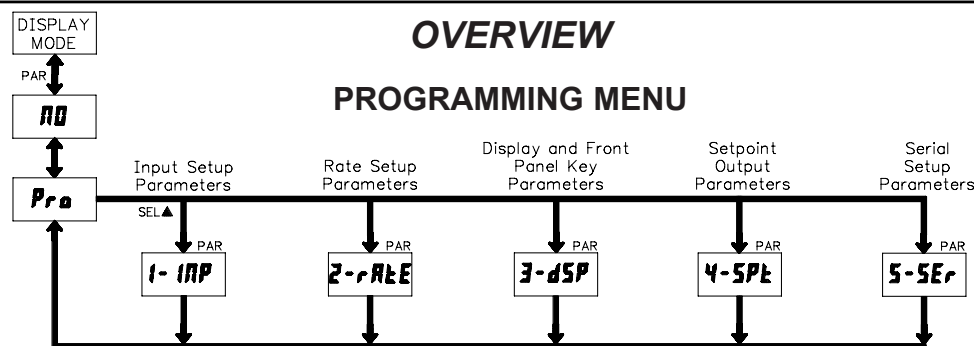 OVERVIEW
PROGRAMMING MENU
DISPLAY
MODE
PAR
NO
Pro
SEL▲
Input Setup
Parameters
PAR
1-INP
Rate Setup
Parameters
PAR
2-rAtE
Display and Front
Panel Key
Parameters
PAR
3-dSP
Setpoint
Output
Parameters
PAR
4-SPt
Serial
Setup
Parameters
PAR
5-SEr